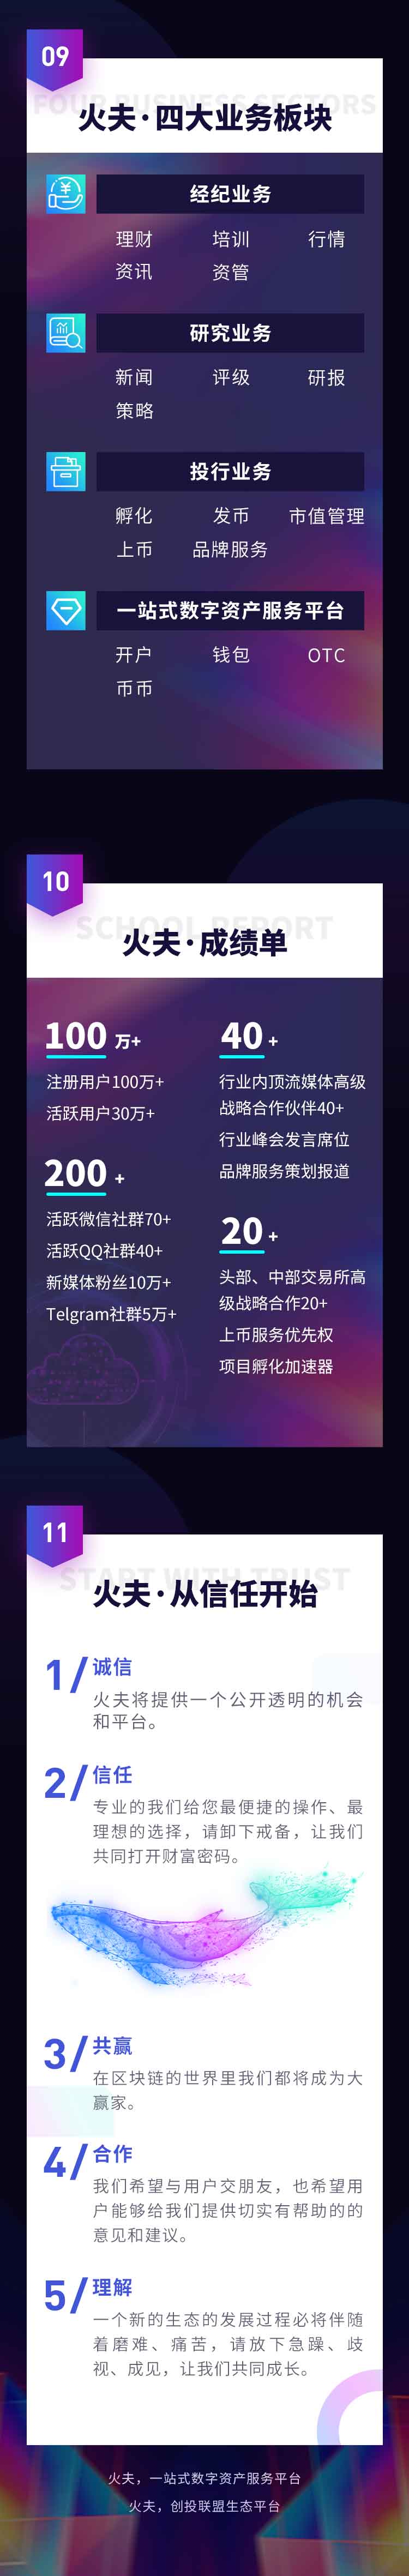 09
FOUR BUSINESS SECTORS
火夫·四大业务板块
经纪业务
理财 培训 行情
资讯 资管
研究业务
新闻 评级 研报
策略
投行业务
孵化 发币 市值管理
上币 品牌服务
一站式数字资产服务平台
开户 钱包 OTC
币币
10
SCHOOL REPORT
火夫·成绩单
100 万+
注册用户100万+
活跃用户30万+
200 +
活跃微信社群70+
活跃QQ社群40+
新媒体粉丝10万+
Telgram社群5万+
40 +
行业内顶流媒体高级
战略合作伙伴40+
行业峰会发言席位
品牌服务策划报道
20 +
头部、中部交易所高
级战略合作20+
上币服务优先权
项目孵化加速器
11
START WITH TRUST
火夫·从信任开始
1/ 诚信
火夫将提供一个公开透明的机会
和平台。
2/ 信任
专业的我们给您最便捷的操作、最
理想的选择，请卸下戒备，让我们
共同打开财富密码。
3/ 共赢
在区块链的世界里我们都将成为大
赢家。
4/ 合作
我们希望与用户交朋友，也希望用
户能够给我们提供切实有帮助的的
意见和建议。
5/ 理解
一个新的生态的发展过程必将伴随
着磨难、痛苦，请放下急躁、歧
视、成见，让我们共同成长。
火夫，一站式数字资产服务平台
火夫，创投联盟生态平台